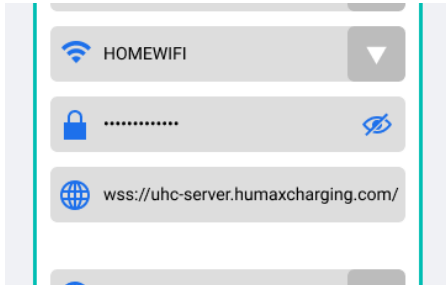 HOMEWIFI
•••••••••••••
wss://uhc-server.humaxcharging.com/